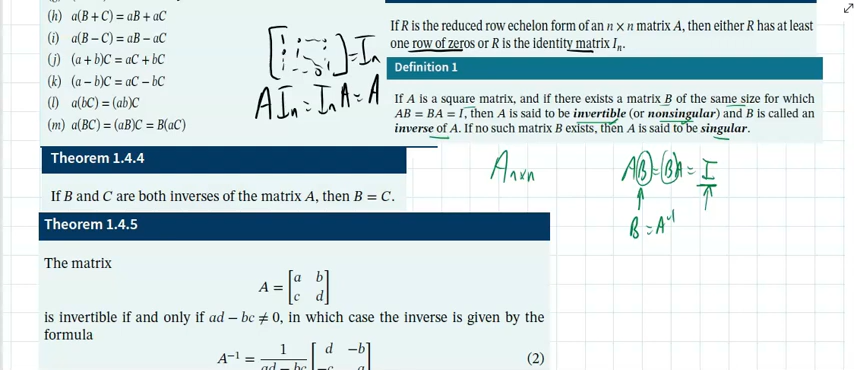 (h) a(B + C) = aB + aC
(i) a(B − C) = aB − aC
(j) (a + b)C = aC + bC
(k) (a − b)C = aC − bC
(l) a(bC) = (ab)C
(m) a(BC) = (aB)C = B(aC)
= Iₙ
AIₙ = IₙA = A
If R is the reduced row echelon form of an n × n matrix A, then either R has at least
one row of zeros or R is the identity matrix Iₙ.
Definition 1
If A is a square matrix, and if there exists a matrix B of the same size for which
AB = BA = I, then A is said to be invertible (or nonsingular) and B is called an
inverse of A. If no such matrix B exists, then A is said to be singular.
Aₙₓₙ
AB = BA = I
B = A⁻¹
Theorem 1.4.4
If B and C are both inverses of the matrix A, then B = C.
Theorem 1.4.5
The matrix
A = [a b
c d]
is invertible if and only if ad − bc ≠ 0, in which case the inverse is given by the
formula
A⁻¹ = 1/(ad − bc) [d −b
−c a] (2)